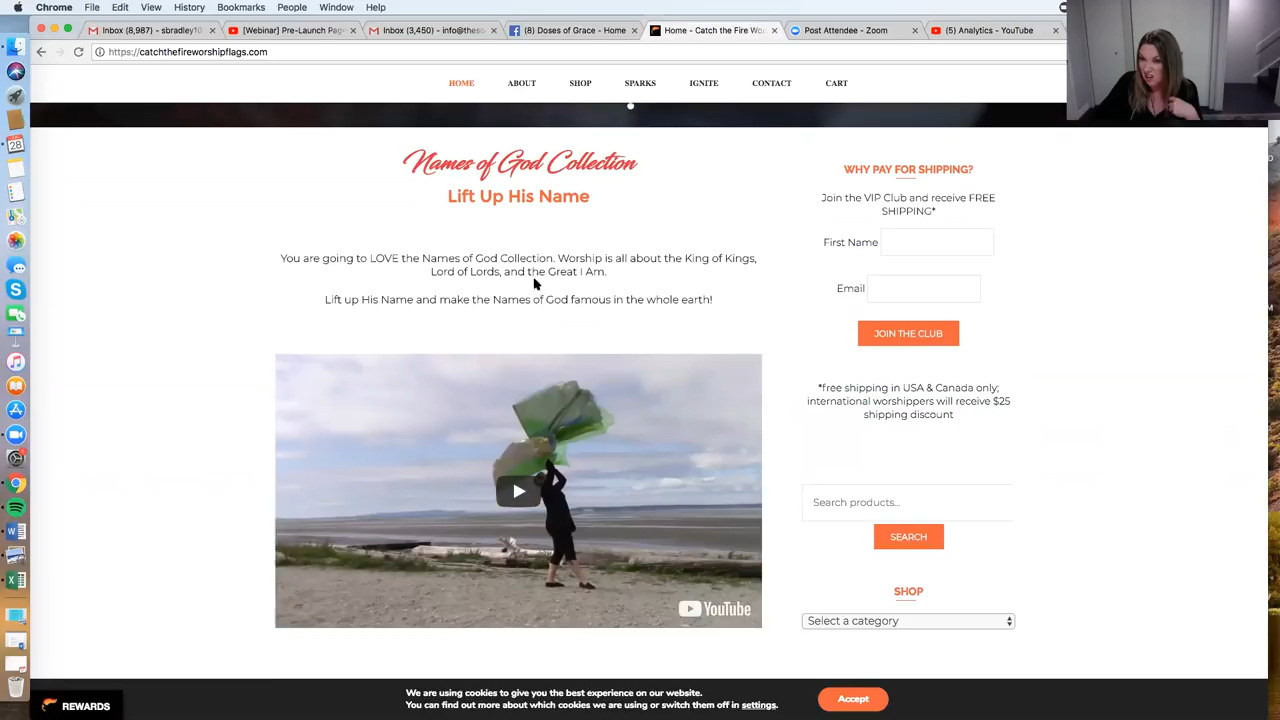 Chrome File Edit View History Bookmarks People Window Help
Inbox (8,987) - sbradley10
[Webinar] Pre-Launch Page
Inbox (3,450) - info@thes
(8) Doses of Grace - Home
Home - Catch the Fire Wo
Post Attendee - Zoom
(5) Analytics - YouTube
https://catchthefireworshipflags.com
HOME ABOUT SHOP SPARKS IGNITE CONTACT CART
Names of God Collection
Lift Up His Name
You are going to LOVE the Names of God Collection. Worship is all about the King of Kings,
Lord of Lords, and the Great I Am.
Lift up His Name and make the Names of God famous in the whole earth!
YouTube
WHY PAY FOR SHIPPING?
Join the VIP Club and receive FREE
SHIPPING*
First Name
Email
JOIN THE CLUB
*free shipping in USA & Canada only;
international worshippers will receive $25
shipping discount
Search products...
SEARCH
SHOP
Select a category
We are using cookies to give you the best experience on our website.
You can find out more about which cookies we are using or switch them off in settings.
Accept
REWARDS
28